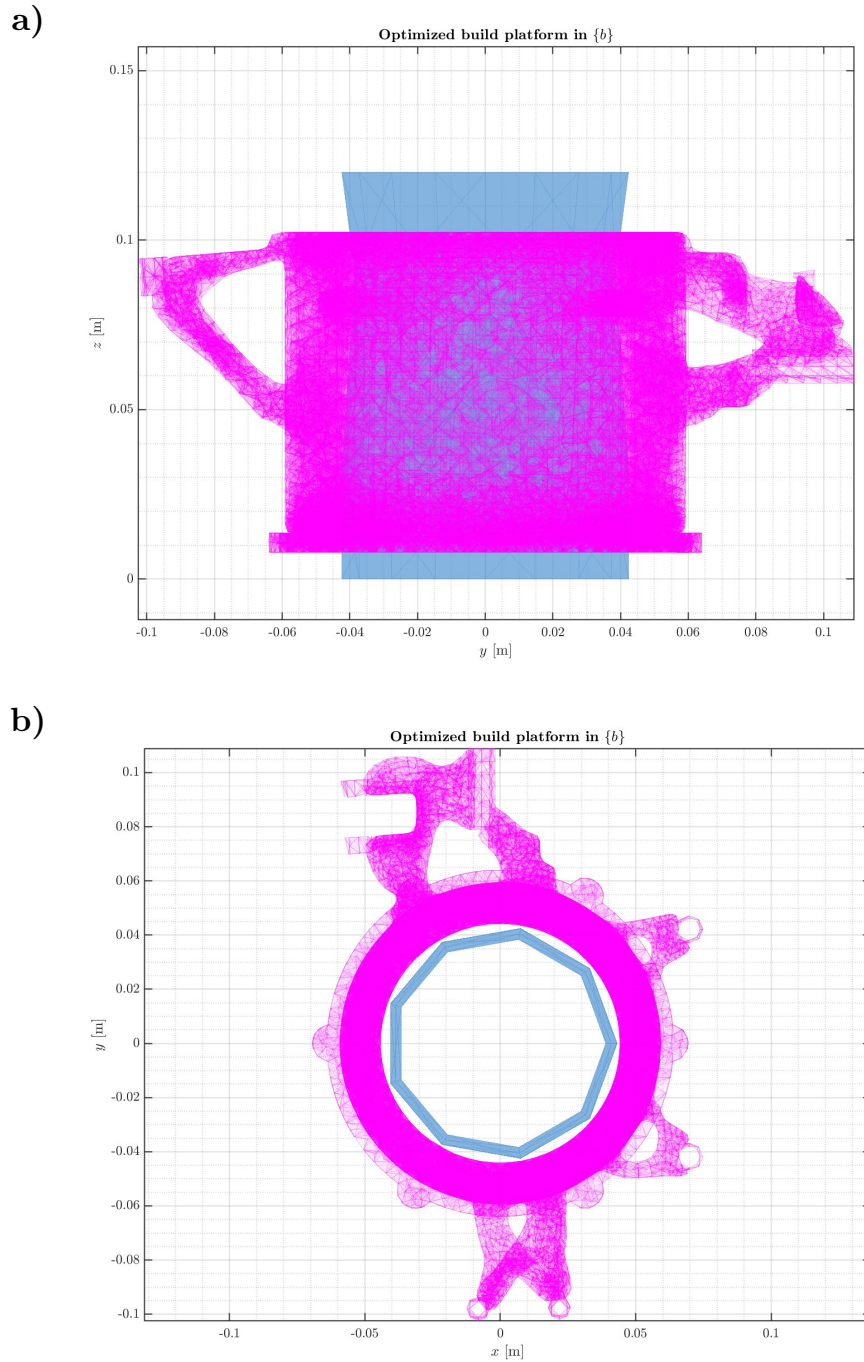 a)
Optimized build platform in {b}
0.15
0.1
0.05
0
z [m]
-0.1 -0.08 -0.06 -0.04 -0.02 0 0.02 0.04 0.06 0.08 0.1
y [m]
b)
Optimized build platform in {b}
0.1
0.08
0.06
0.04
0.02
0
-0.02
-0.04
-0.06
-0.08
-0.1
y [m]
-0.1 -0.05 0 0.05 0.1
x [m]